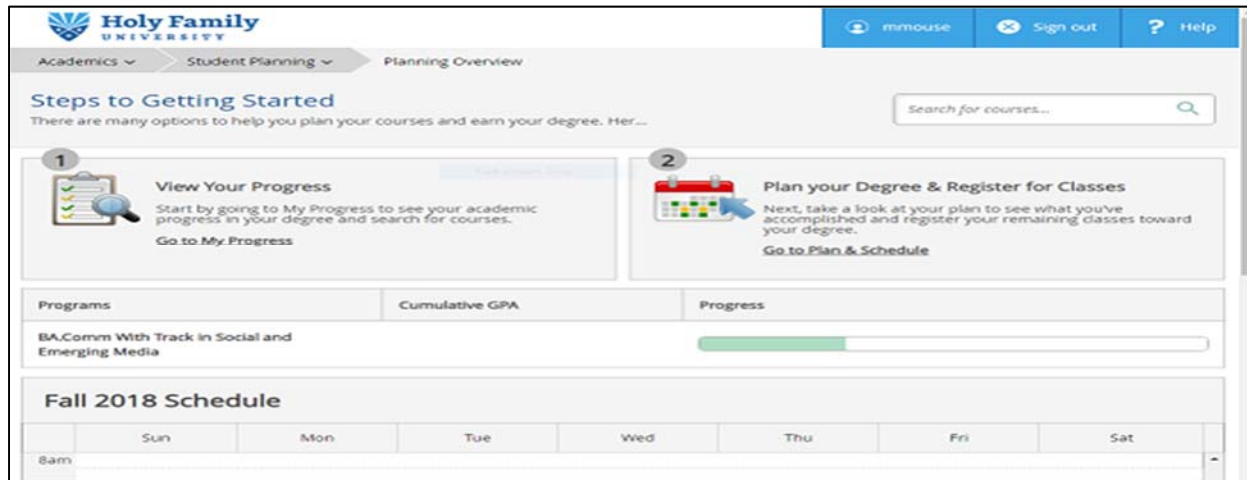 Holy Family
UNIVERSITY
mmouse
Sign out
? Help
Academics
Student Planning
Planning Overview
Steps to Getting Started
There are many options to help you plan your courses and earn your degree. Her...
Search for courses...
1
View Your Progress
Start by going to My Progress to see your academic
progress in your degree and search for courses.
Go to My Progress
2
Plan your Degree & Register for Classes
Next, take a look at your plan to see what you've
accomplished and register your remaining classes toward
your degree.
Go to Plan & Schedule
Programs
Cumulative GPA
Progress
BA.Comm With Track in Social and
Emerging Media
Fall 2018 Schedule
Sun
Mon
Tue
Wed
Thu
Fri
Sat
8am